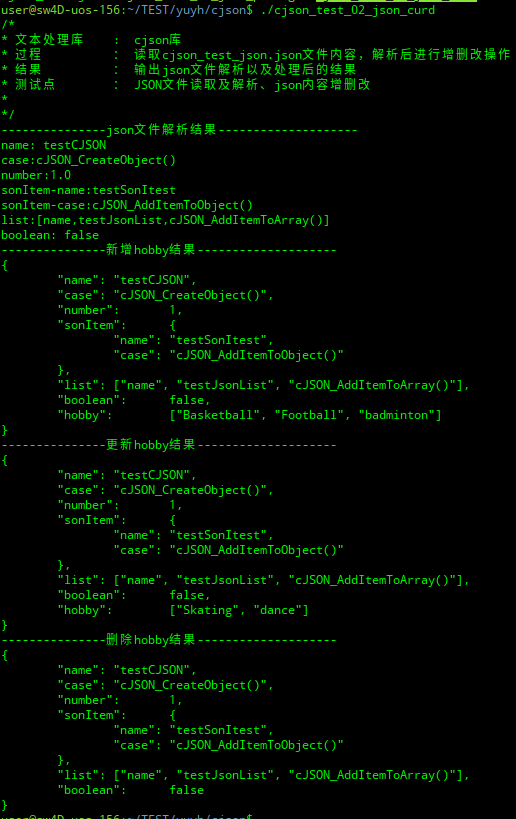 user@sw4D-uos-156:~/TEST/yuyh/cjson$ ./cjson_test_02_json_curd
/*
* 文本处理库    :  cjson库
* 过程          :  读取cjson_test_json.json文件内容，解析后进行增删改操作
* 结果          :  输出json文件解析以及处理后的结果
* 测试点        :  JSON文件读取及解析、json内容增删改
*
*/
---------------json文件解析结果--------------------
name: testCJSON
case:cJSON_CreateObject()
number:1.0
sonItem-name:testSonItest
sonItem-case:cJSON_AddItemToObject()
list:[name,testJsonList,cJSON_AddItemToArray()]
boolean: false
---------------新增hobby结果--------------------
{
        "name": "testCJSON",
        "case": "cJSON_CreateObject()",
        "number":       1,
        "sonItem":      {
                "name": "testSonItest",
                "case": "cJSON_AddItemToObject()"
        },
        "list": ["name", "testJsonList", "cJSON_AddItemToArray()"],
        "boolean":      false,
        "hobby":        ["Basketball", "Football", "badminton"]
}
---------------更新hobby结果--------------------
{
        "name": "testCJSON",
        "case": "cJSON_CreateObject()",
        "number":       1,
        "sonItem":      {
                "name": "testSonItest",
                "case": "cJSON_AddItemToObject()"
        },
        "list": ["name", "testJsonList", "cJSON_AddItemToArray()"],
        "boolean":      false,
        "hobby":        ["Skating", "dance"]
}
---------------删除hobby结果--------------------
{
        "name": "testCJSON",
        "case": "cJSON_CreateObject()",
        "number":       1,
        "sonItem":      {
                "name": "testSonItest",
                "case": "cJSON_AddItemToObject()"
        },
        "list": ["name", "testJsonList", "cJSON_AddItemToArray()"],
        "boolean":      false
}